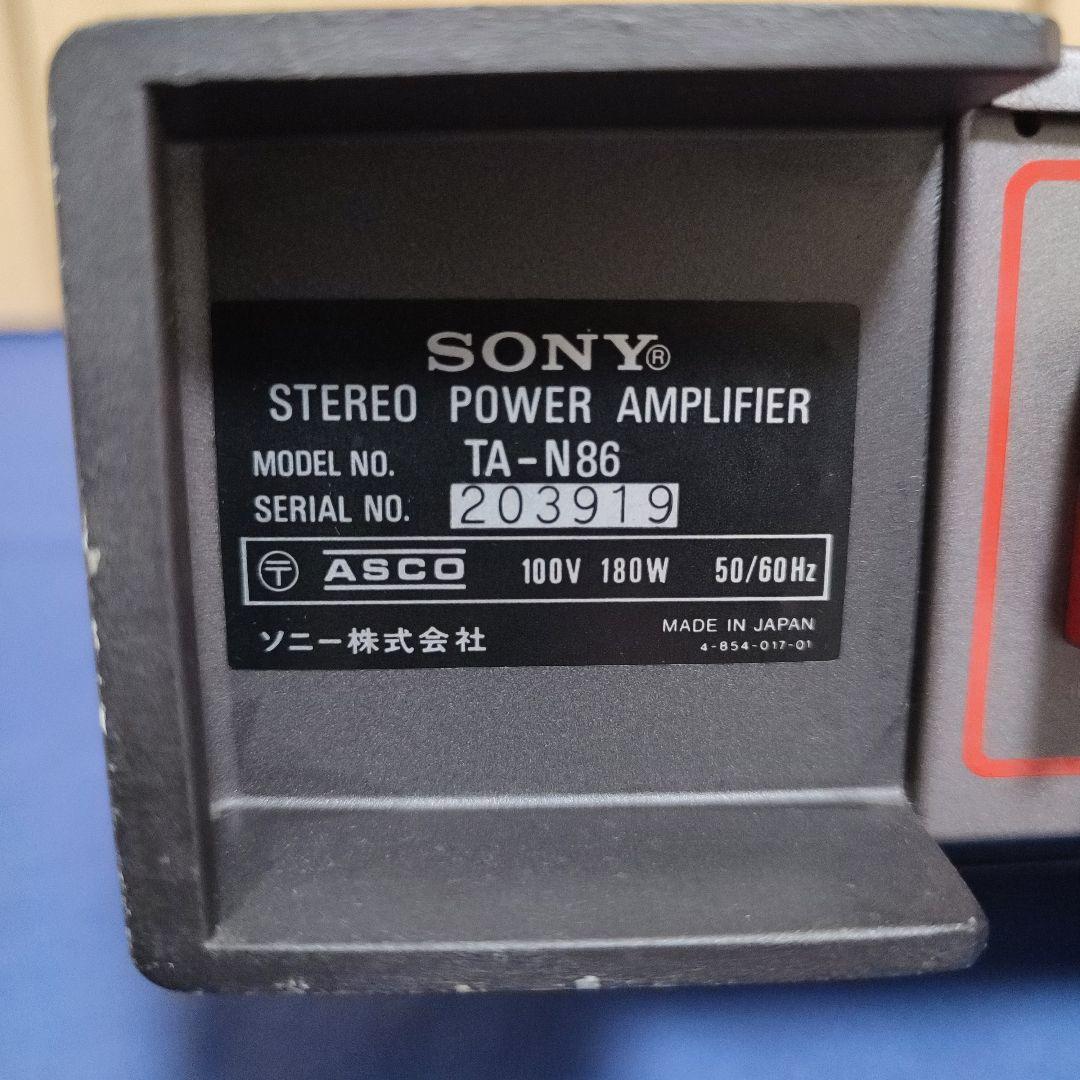 SONY®
STEREO POWER AMPLIFIER
MODEL NO. TA-N86
SERIAL NO. 203919
〶 ASCO 100V 180W 50/60Hz
ソニー株式会社 MADE IN JAPAN
4-854-017-01